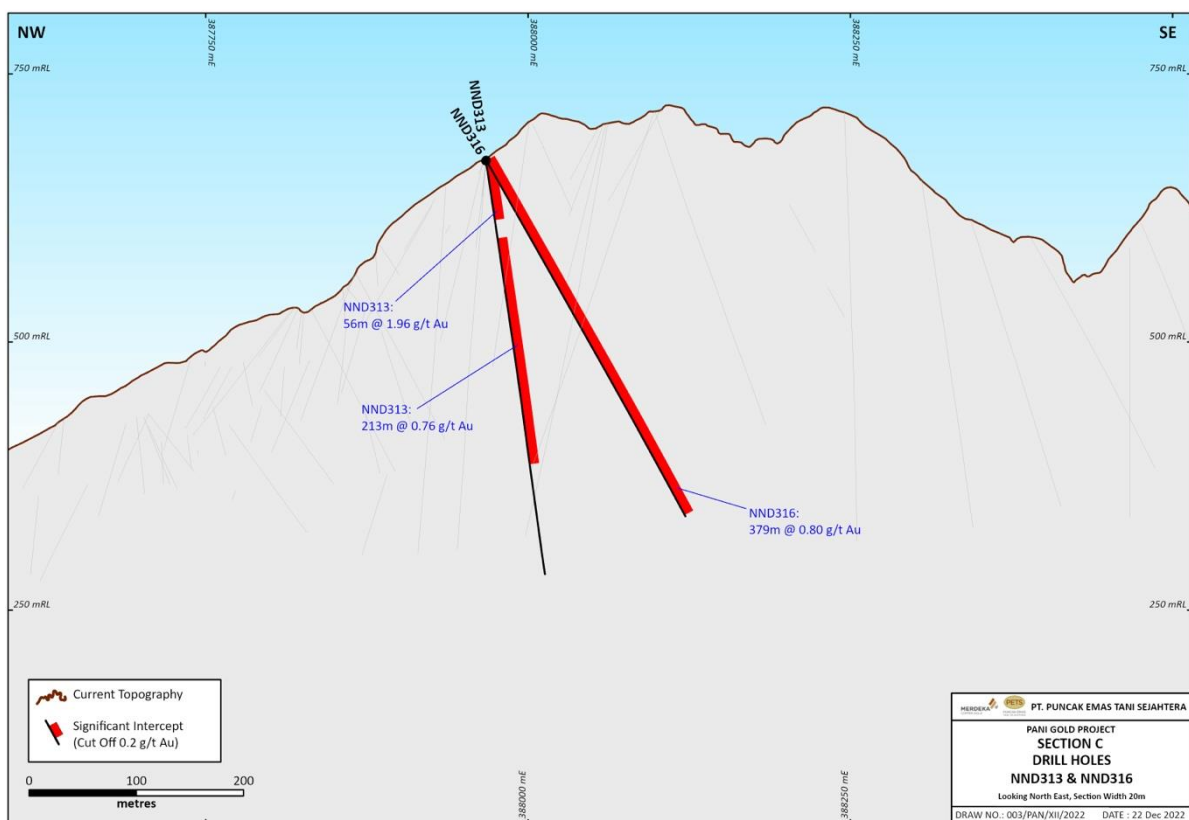 NW
SE
387750 mE
388000 mE
388250 mE
750 mRL
750 mRL
NND313
NND316
500 mRL
500 mRL
NND313:
56m @ 1.96 g/t Au
NND313:
213m @ 0.76 g/t Au
NND316:
379m @ 0.80 g/t Au
250 mRL
250 mRL
Current Topography
Significant Intercept
(Cut Off 0.2 g/t Au)
0 100 200
metres
388000 mE
388250 mE
MERDEKA
PETS
PT. PUNCAK EMAS TANI SEJAHTERA
PANI GOLD PROJECT
SECTION C
DRILL HOLES
NND313 & NND316
Looking North East, Section Width 20m
DRAW NO.: 003/PAN/XII/2022 DATE : 22 Dec 2022